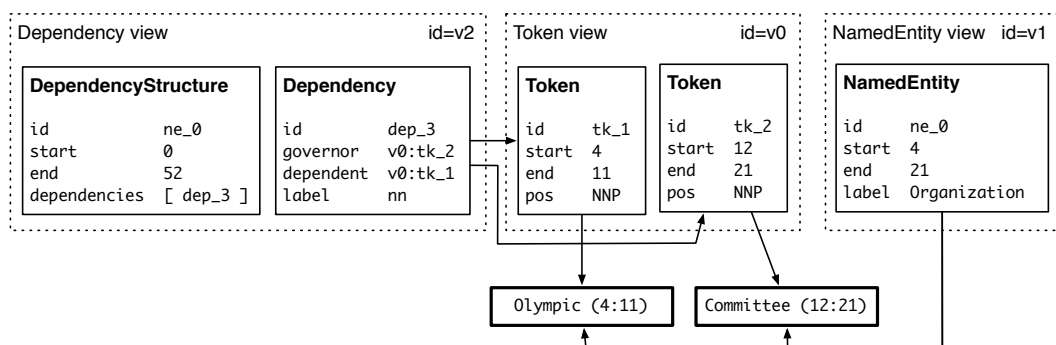 Dependency view id=v2
DependencyStructure
id ne_0
start 0
end 52
dependencies [ dep_3 ]
Dependency
id dep_3
governor v0:tk_2
dependent v0:tk_1
label nn
Token view id=v0
Token
id tk_1
start 4
end 11
pos NNP
Token
id tk_2
start 12
end 21
pos NNP
NamedEntity view id=v1
NamedEntity
id ne_0
start 4
end 21
label Organization
Olympic (4:11)
Committee (12:21)